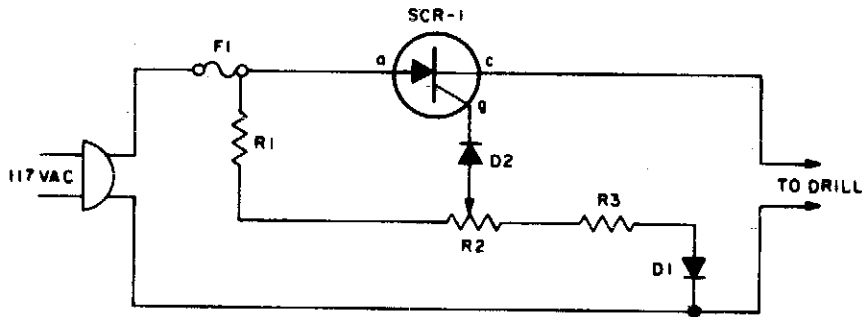 SCR-1
F1
a
c
g
R1
D2
117 VAC
TO DRILL
R3
R2
D1